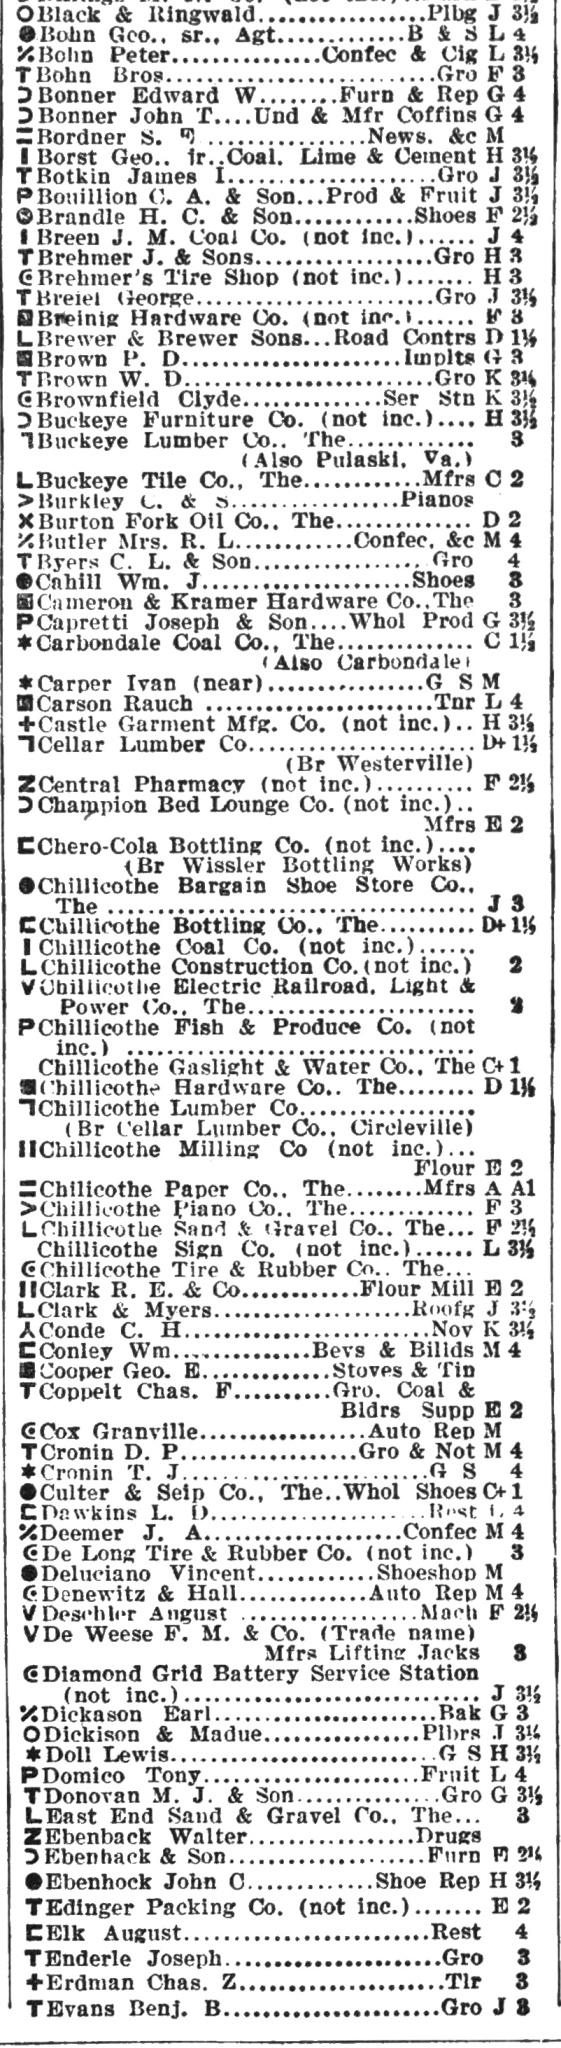 Black & Ringwald..............Plbg J 3½
Bohn Geo., sr., Agt............B & S L 4
Bohn Peter...........Confec & Cig L 3½
Bohn Bros........................Gro F 3
Bonner Edward W........Furn & Rep G 4
Bonner John T....Und & Mfr Coffins G 4
Bordner S. ..................News. &c M
Borst Geo.. jr..Coal. Lime & Cement H 3½
Botkin James I...................Gro J 3½
Bouillion C. A. & Son...Prod & Fruit J 3½
Brandle H. C. & Son............Shoes F 2½
Breen J. M. Coal Co. (not inc.)...... J 4
Brehmer J. & Sons................Gro H 3
Brehmer's Tire Shop (not inc.)....... H 3
Breiel George....................Gro J 3½
Breinig Hardware Co. (not inc.)...... F 3
Brewer & Brewer Sons...Road Contrs D 1½
Brown P. D.....................Implts G 3
Brown W. D.......................Gro K 3½
Brownfield Clyde.............Ser Stn K 3½
Buckeye Furniture Co. (not inc.).... H 3½
Buckeye Lumber Co., The............ 3
(Also Pulaski, Va.)
Buckeye Tile Co., The...........Mfrs C 2
Burkley C. & S...............Pianos
Burton Fork Oil Co., The............. D 2
Butler Mrs. R. L...........Confec, &c M 4
Byers C. L. & Son................Gro 4
Cahill Wm. J...................Shoes 3
Cameron & Kramer Hardware Co.,The 3
Capretti Joseph & Son....Whol Prod G 3½
Carbondale Coal Co., The............. C 1½
(Also Carbondale)
Carper Ivan (near)..............G S M
Carson Rauch ....................Tnr L 4
Castle Garment Mfg. Co. (not inc.).. H 3½
Cellar Lumber Co..................... D+ 1½
(Br Westerville)
Central Pharmacy (not inc.).......... F 2½
Champion Bed Lounge Co. (not inc.)..
Mfrs E 2
Chero-Cola Bottling Co. (not inc.)....
(Br Wissler Bottling Works)
Chillicothe Bargain Shoe Store Co.,
The ................................. J 3
Chillicothe Bottling Co., The......... D+ 1½
Chillicothe Coal Co. (not inc.)......
Chillicothe Construction Co.(not inc.) 2
Chillicothe Electric Railroad, Light &
Power Co., The.................... 3
Chillicothe Fish & Produce Co. (not
inc.) ................................
Chillicothe Gaslight & Water Co., The C+ 1
Chillicothe Hardware Co.. The........ D 1½
Chillicothe Lumber Co................
(Br Cellar Lumber Co., Circleville)
Chillicothe Milling Co (not inc.)...
Flour E 2
Chilicothe Paper Co., The........Mfrs A A1
Chillicothe Piano Co., The........... F 3
Chillicothe Sand & Gravel Co.. The... F 2½
Chillicothe Sign Co. (not inc.)...... L 3½
Chillicothe Tire & Rubber Co.. The...
Clark R. E. & Co............Flour Mill E 2
Clark & Myers..................Roofg J 3½
Conde C. H.......................Nov K 3½
Conley Wm.............Bevs & Billds M 4
Cooper Geo. E............Stoves & Tin
Coppelt Chas. F..........Gro. Coal &
Bldrs Supp E 2
Cox Granville................Auto Rep M
Cronin D. P.................Gro & Not M 4
Cronin T. J......................G S 4
Culter & Seip Co., The..Whol Shoes C+ 1
Dawkins L. D....................Rest L 4
Deemer J. A...................Confec M 4
De Long Tire & Rubber Co. (not inc.) 3
Deluciano Vincent...........Shoeshop M
Denewitz & Hall............Auto Rep M 4
Deschler August ................Mach F 2½
De Weese F. M. & Co. (Trade name)
Mfrs Lifting Jacks 3
Diamond Grid Battery Service Station
(not inc.)........................... J 3½
Dickason Earl....................Bak G 3
Dickison & Madue..............Plbrs J 3½
Doll Lewis.......................G S H 3½
Domico Tony....................Fruit L 4
Donovan M. J. & Son.............Gro G 3½
East End Sand & Gravel Co., The... 3
Ebenback Walter...............Drugs
Ebenhack & Son.................Furn E 2½
Ebenhock John C............Shoe Rep H 3½
Edinger Packing Co. (not inc.)....... E 2
Elk August......................Rest 4
Enderle Joseph...................Gro 3
Erdman Chas. Z...................Tlr 3
Evans Benj. B....................Gro J 3